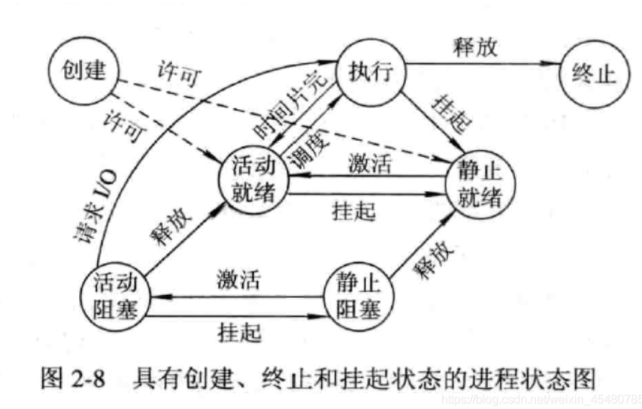 创建
许可
许可
执行
释放
终止
时间片完
调度
挂起
请求 I/O
活动
就绪
激活
挂起
静止
就绪
释放
释放
活动
阻塞
激活
挂起
静止
阻塞
图 2-8 具有创建、终止和挂起状态的进程状态图
https://blog.csdn.net/weixin_45480785